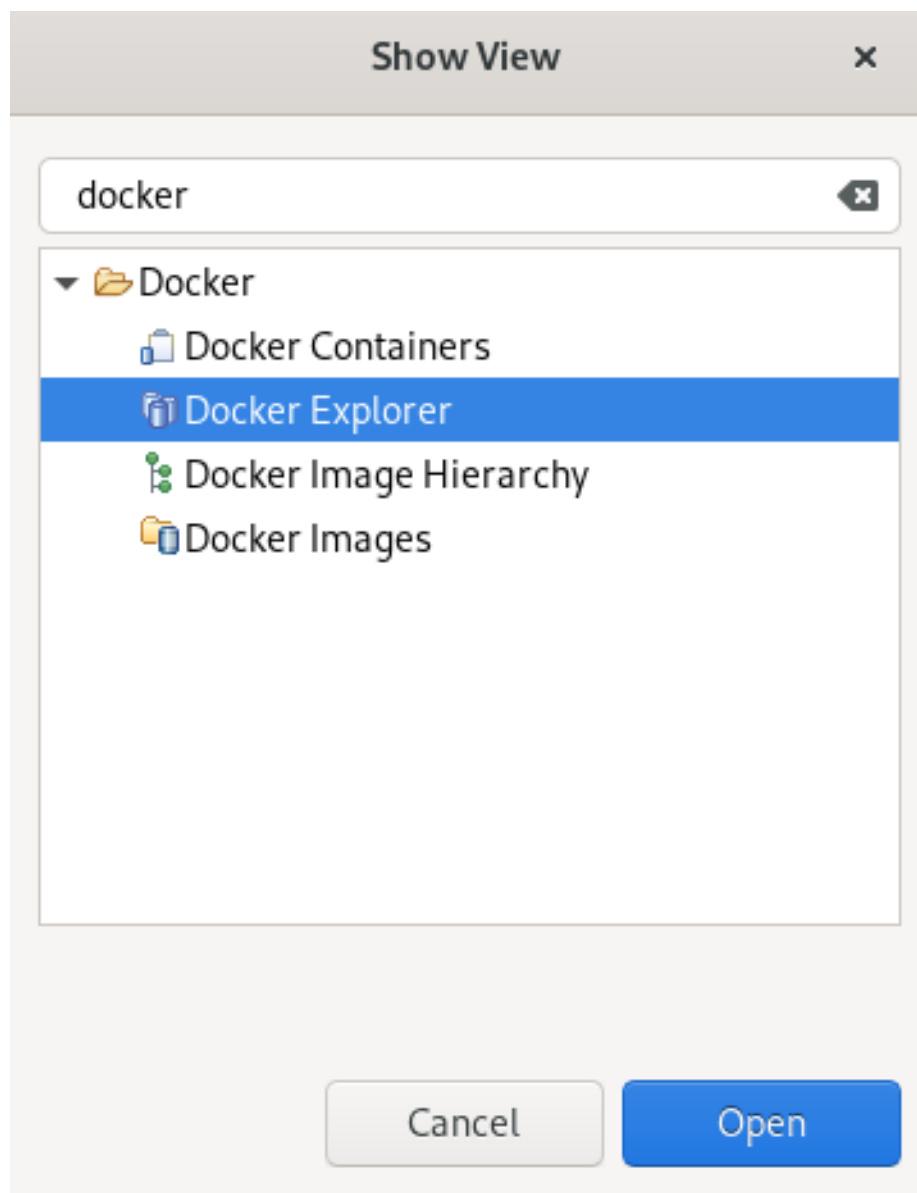 Show View
docker
Docker
Docker Containers
Docker Explorer
Docker Image Hierarchy
Docker Images
Cancel Open